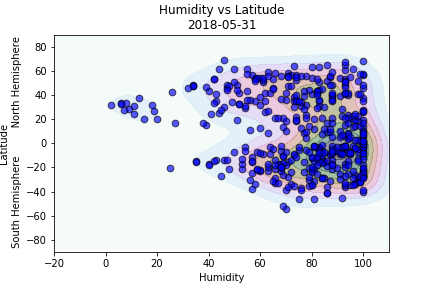 Humidity vs Latitude
2018-05-31
North Hemisphere
Latitude
South Hemisphere
80
60
40
20
0
−20
−40
−60
−80
−20 0 20 40 60 80 100
Humidity